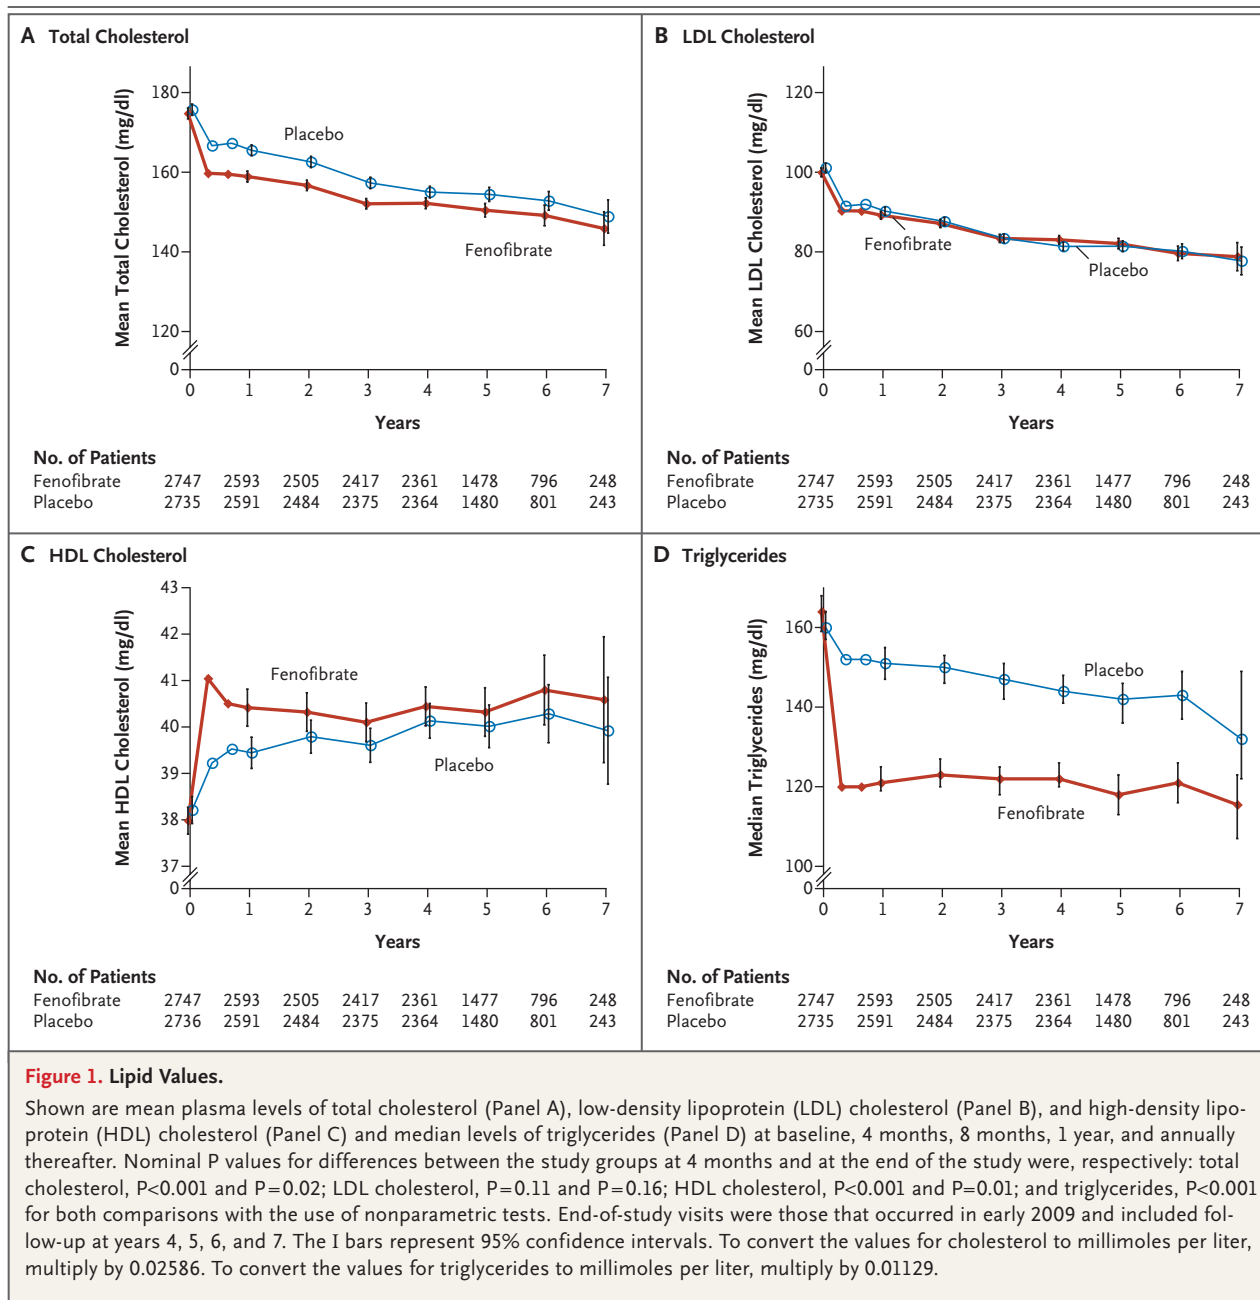 A Total Cholesterol
Mean Total Cholesterol (mg/dl)
180
160
140
120
0
Placebo
Fenofibrate
0 1 2 3 4 5 6 7
Years
No. of Patients
Fenofibrate 2747 2593 2505 2417 2361 1478 796 248
Placebo 2735 2591 2484 2375 2364 1480 801 243
B LDL Cholesterol
Mean LDL Cholesterol (mg/dl)
120
100
80
60
0
Fenofibrate
Placebo
0 1 2 3 4 5 6 7
Years
No. of Patients
Fenofibrate 2747 2593 2505 2417 2361 1477 796 248
Placebo 2735 2591 2484 2375 2364 1480 801 243
C HDL Cholesterol
Mean HDL Cholesterol (mg/dl)
43
42
41
40
39
38
37
0
Fenofibrate
Placebo
0 1 2 3 4 5 6 7
Years
No. of Patients
Fenofibrate 2747 2593 2505 2417 2361 1477 796 248
Placebo 2736 2591 2484 2375 2364 1480 801 243
D Triglycerides
Median Triglycerides (mg/dl)
160
140
120
100
0
Placebo
Fenofibrate
0 1 2 3 4 5 6 7
Years
No. of Patients
Fenofibrate 2747 2593 2505 2417 2361 1478 796 248
Placebo 2735 2591 2484 2375 2364 1480 801 243
Figure 1. Lipid Values.
Shown are mean plasma levels of total cholesterol (Panel A), low-density lipoprotein (LDL) cholesterol (Panel B), and high-density lipo-
protein (HDL) cholesterol (Panel C) and median levels of triglycerides (Panel D) at baseline, 4 months, 8 months, 1 year, and annually
thereafter. Nominal P values for differences between the study groups at 4 months and at the end of the study were, respectively: total
cholesterol, P<0.001 and P=0.02; LDL cholesterol, P=0.11 and P=0.16; HDL cholesterol, P<0.001 and P=0.01; and triglycerides, P<0.001
for both comparisons with the use of nonparametric tests. End-of-study visits were those that occurred in early 2009 and included fol-
low-up at years 4, 5, 6, and 7. The I bars represent 95% confidence intervals. To convert the values for cholesterol to millimoles per liter,
multiply by 0.02586. To convert the values for triglycerides to millimoles per liter, multiply by 0.01129.